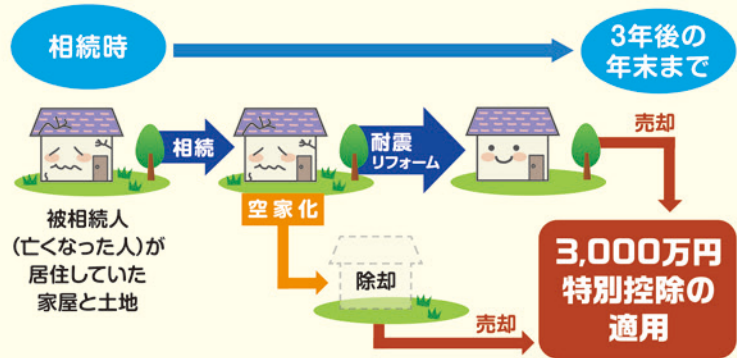 相続時
3年後の
年末まで
相続
耐震
リフォーム
売却
空家化
被相続人
(亡くなった人)が
居住していた
家屋と土地
除却
売却
3,000万円
特別控除の
適用